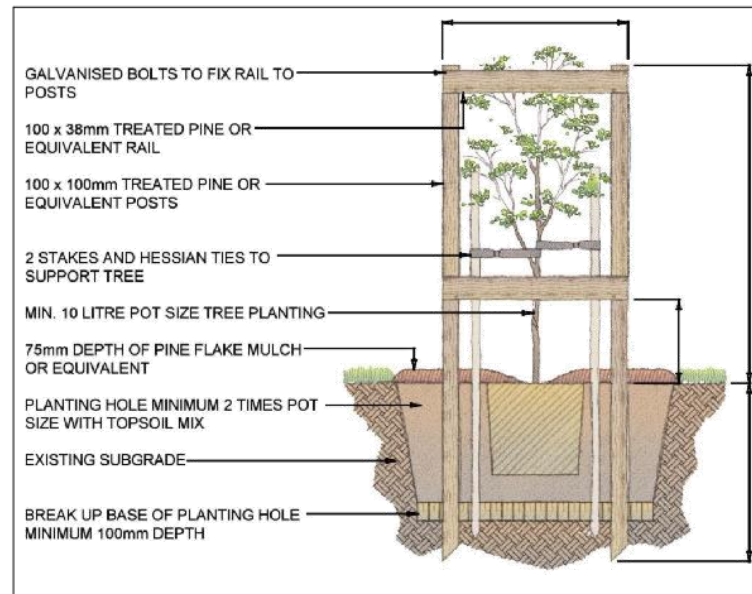 GALVANISED BOLTS TO FIX RAIL TO
POSTS
100 x 38mm TREATED PINE OR
EQUIVALENT RAIL
100 x 100mm TREATED PINE OR
EQUIVALENT POSTS
2 STAKES AND HESSIAN TIES TO
SUPPORT TREE
MIN. 10 LITRE POT SIZE TREE PLANTING
75mm DEPTH OF PINE FLAKE MULCH
OR EQUIVALENT
PLANTING HOLE MINIMUM 2 TIMES POT
SIZE WITH TOPSOIL MIX
EXISTING SUBGRADE
BREAK UP BASE OF PLANTING HOLE
MINIMUM 100mm DEPTH